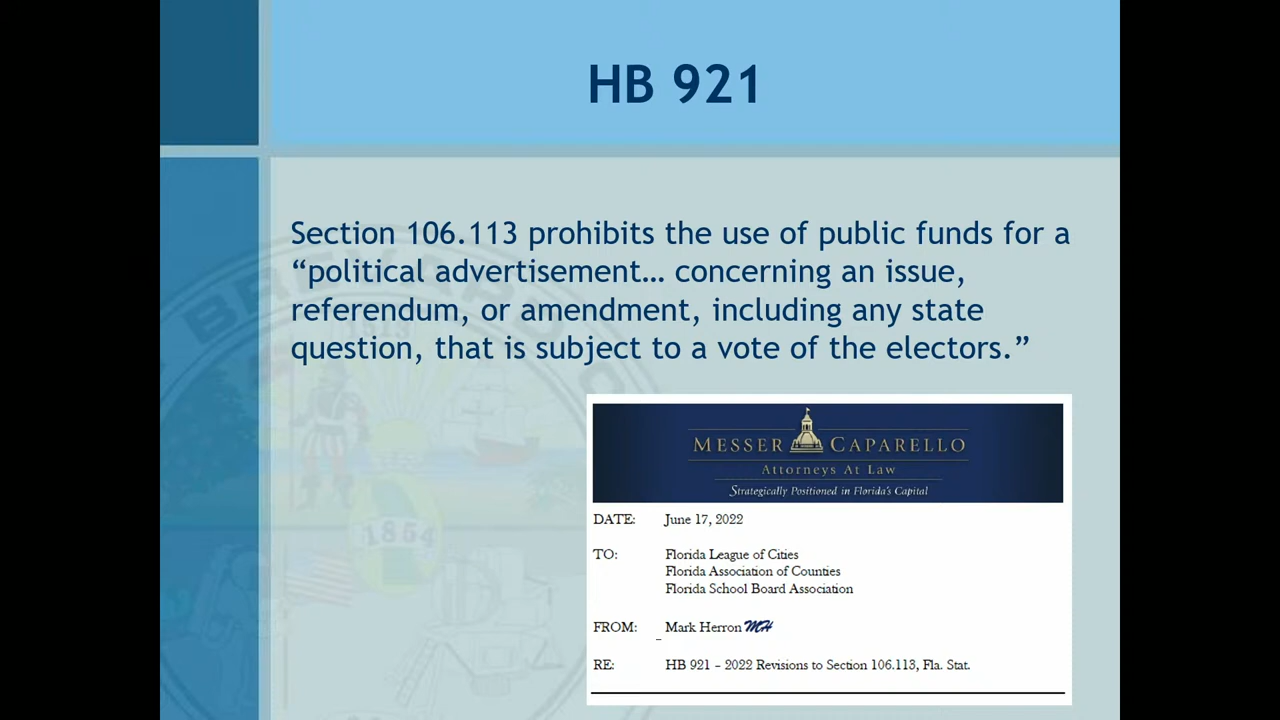 HB 921
Section 106.113 prohibits the use of public funds for a
“political advertisement… concerning an issue,
referendum, or amendment, including any state
question, that is subject to a vote of the electors.”
MESSER CAPARELLO
Attorneys At Law
Strategically Positioned in Florida's Capital
DATE: June 17, 2022
TO: Florida League of Cities
Florida Association of Counties
Florida School Board Association
FROM: Mark Herron MH
RE: HB 921 – 2022 Revisions to Section 106.113, Fla. Stat.
1854